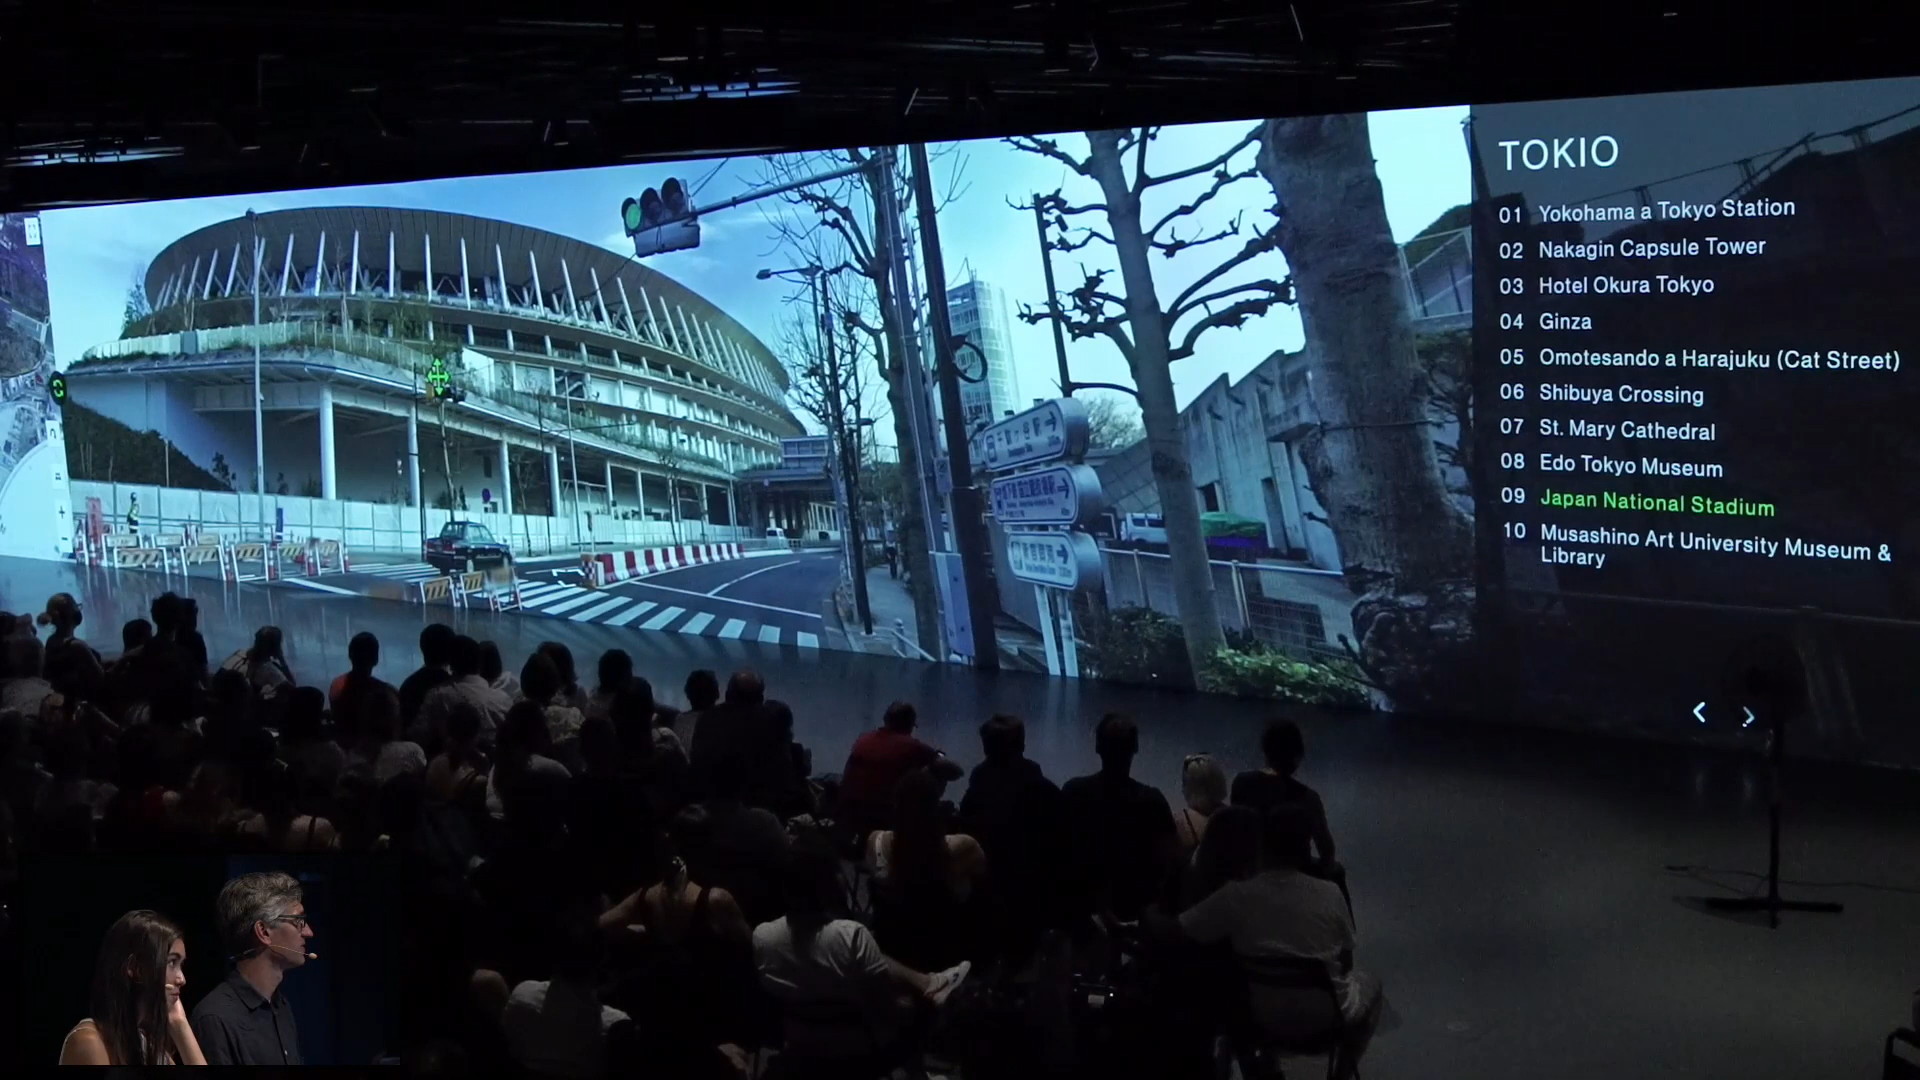 TOKIO
01 Yokohama a Tokyo Station
02 Nakagin Capsule Tower
03 Hotel Okura Tokyo
04 Ginza
05 Omotesando a Harajuku (Cat Street)
06 Shibuya Crossing
07 St. Mary Cathedral
08 Edo Tokyo Museum
09 Japan National Stadium
10 Musashino Art University Museum &
Library